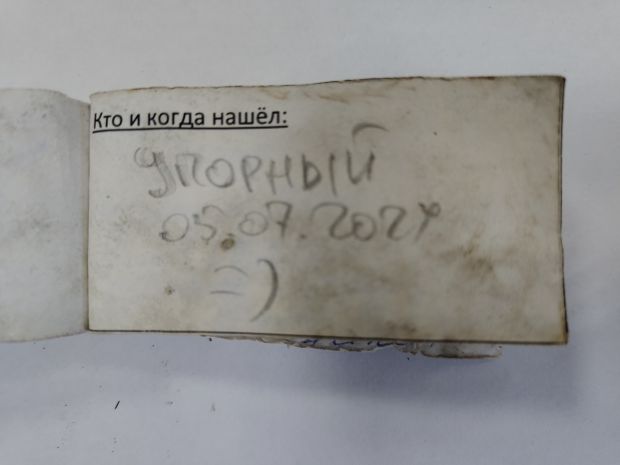 Кто и когда нашёл:
Упорный
05.07.2024
=)